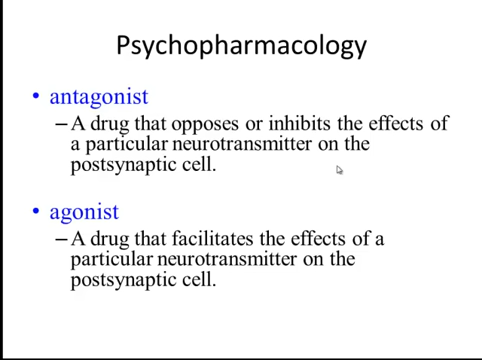 Psychopharmacology
• antagonist
– A drug that opposes or inhibits the effects of
a particular neurotransmitter on the
postsynaptic cell.
• agonist
– A drug that facilitates the effects of a
particular neurotransmitter on the
postsynaptic cell.